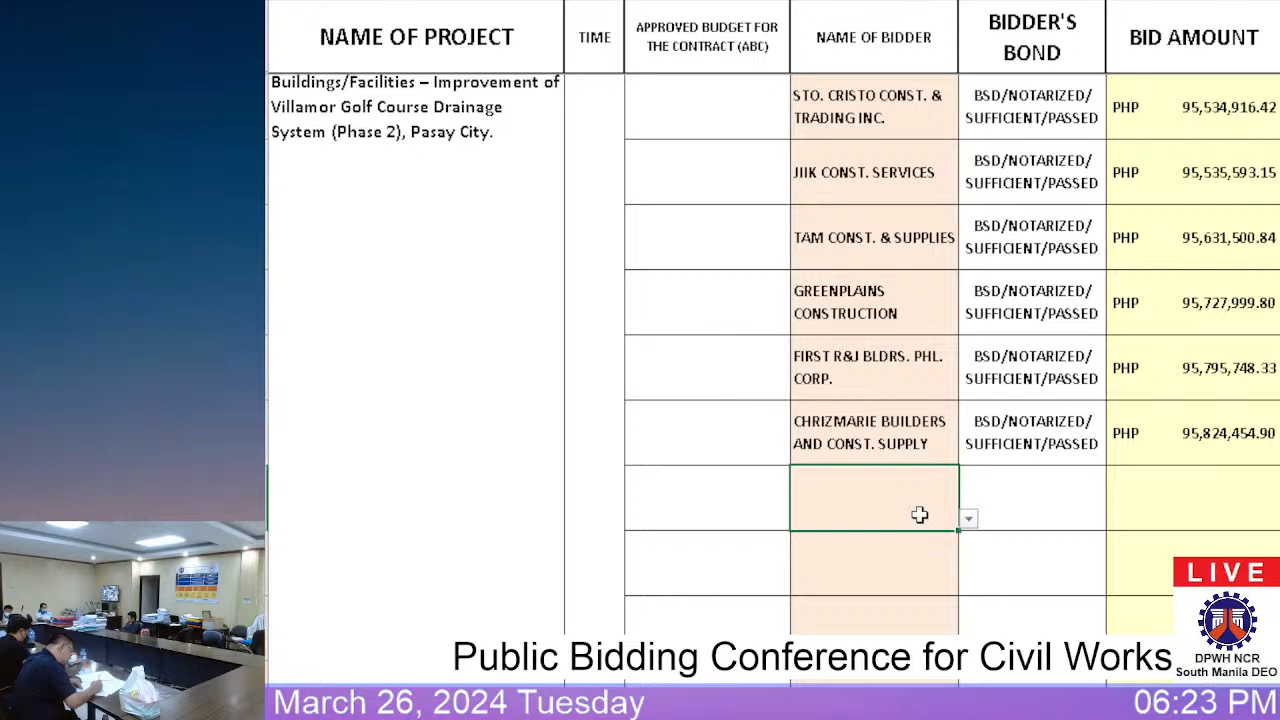 NAME OF PROJECT
TIME
APPROVED BUDGET FOR
THE CONTRACT (ABC)
NAME OF BIDDER
BIDDER'S
BOND
BID AMOUNT
Buildings/Facilities – Improvement of
Villamor Golf Course Drainage
System (Phase 2), Pasay City.
STO. CRISTO CONST. &
TRADING INC.
BSD/NOTARIZED/
SUFFICIENT/PASSED
PHP 95,534,916.42
JIIK CONST. SERVICES
BSD/NOTARIZED/
SUFFICIENT/PASSED
PHP 95,535,593.15
TAM CONST. & SUPPLIES
BSD/NOTARIZED/
SUFFICIENT/PASSED
PHP 95,631,500.84
GREENPLAINS
CONSTRUCTION
BSD/NOTARIZED/
SUFFICIENT/PASSED
PHP 95,727,999.80
FIRST R&J BLDRS. PHL.
CORP.
BSD/NOTARIZED/
SUFFICIENT/PASSED
PHP 95,795,748.33
CHRIZMARIE BUILDERS
AND CONST. SUPPLY
BSD/NOTARIZED/
SUFFICIENT/PASSED
PHP 95,824,454.90
LIVE
DPWH NCR
South Manila DEO
Public Bidding Conference for Civil Works
March 26, 2024 Tuesday
06:23 PM